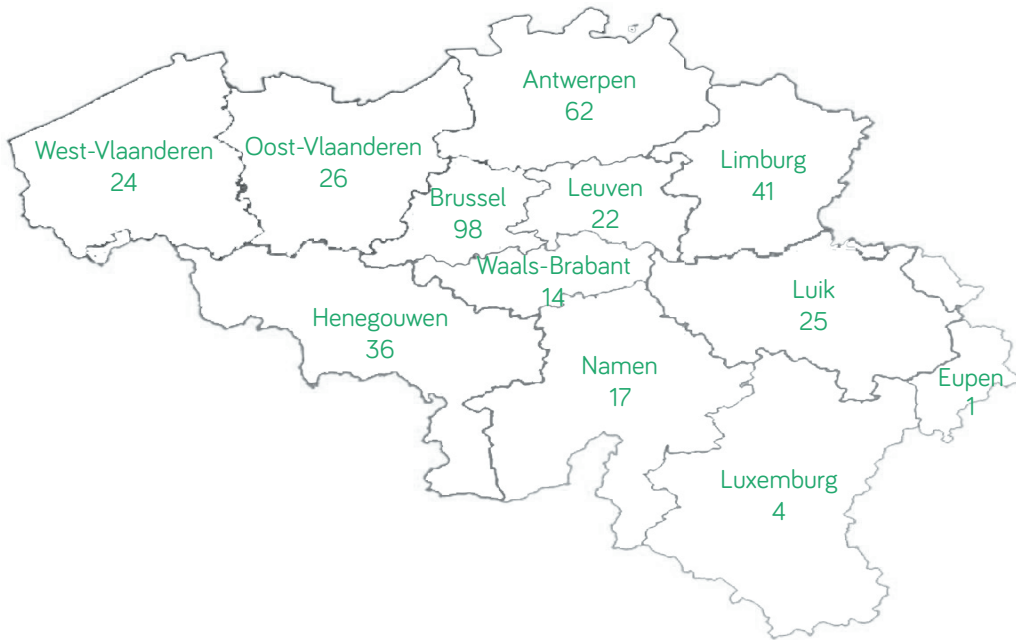 Antwerpen
62
West-Vlaanderen
24
Oost-Vlaanderen
26
Limburg
41
Brussel
98
Leuven
22
Waals-Brabant
14
Luik
25
Henegouwen
36
Namen
17
Eupen
1
Luxemburg
4